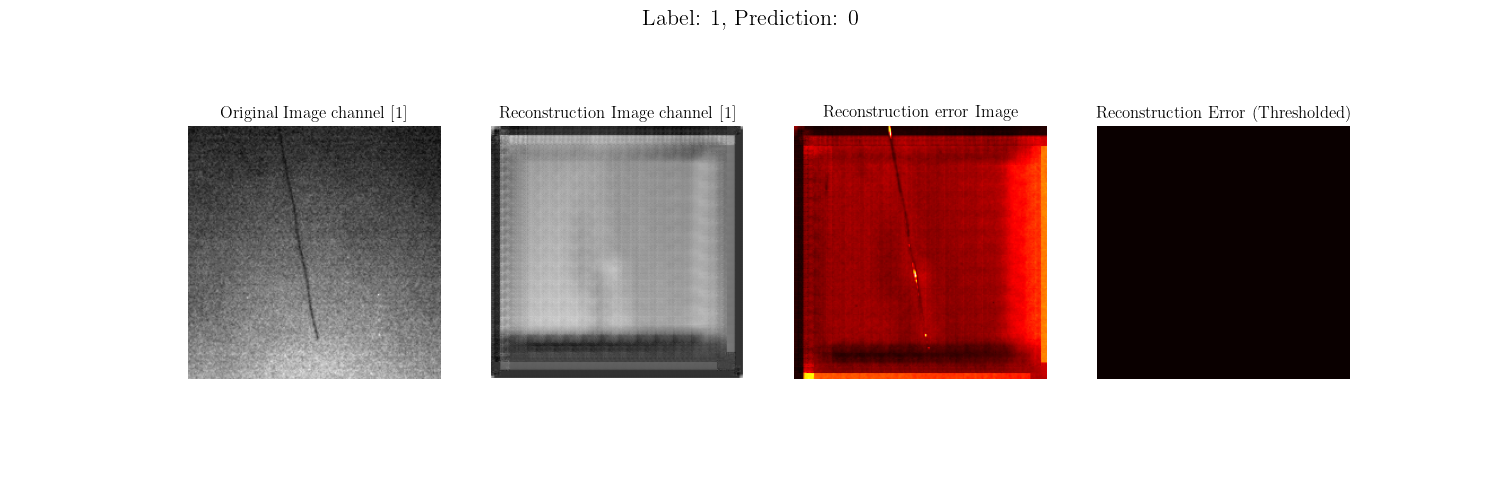 Label: 1, Prediction: 0
Original Image channel [1]
Reconstruction Image channel [1]
Reconstruction error Image
Reconstruction Error (Thresholded)